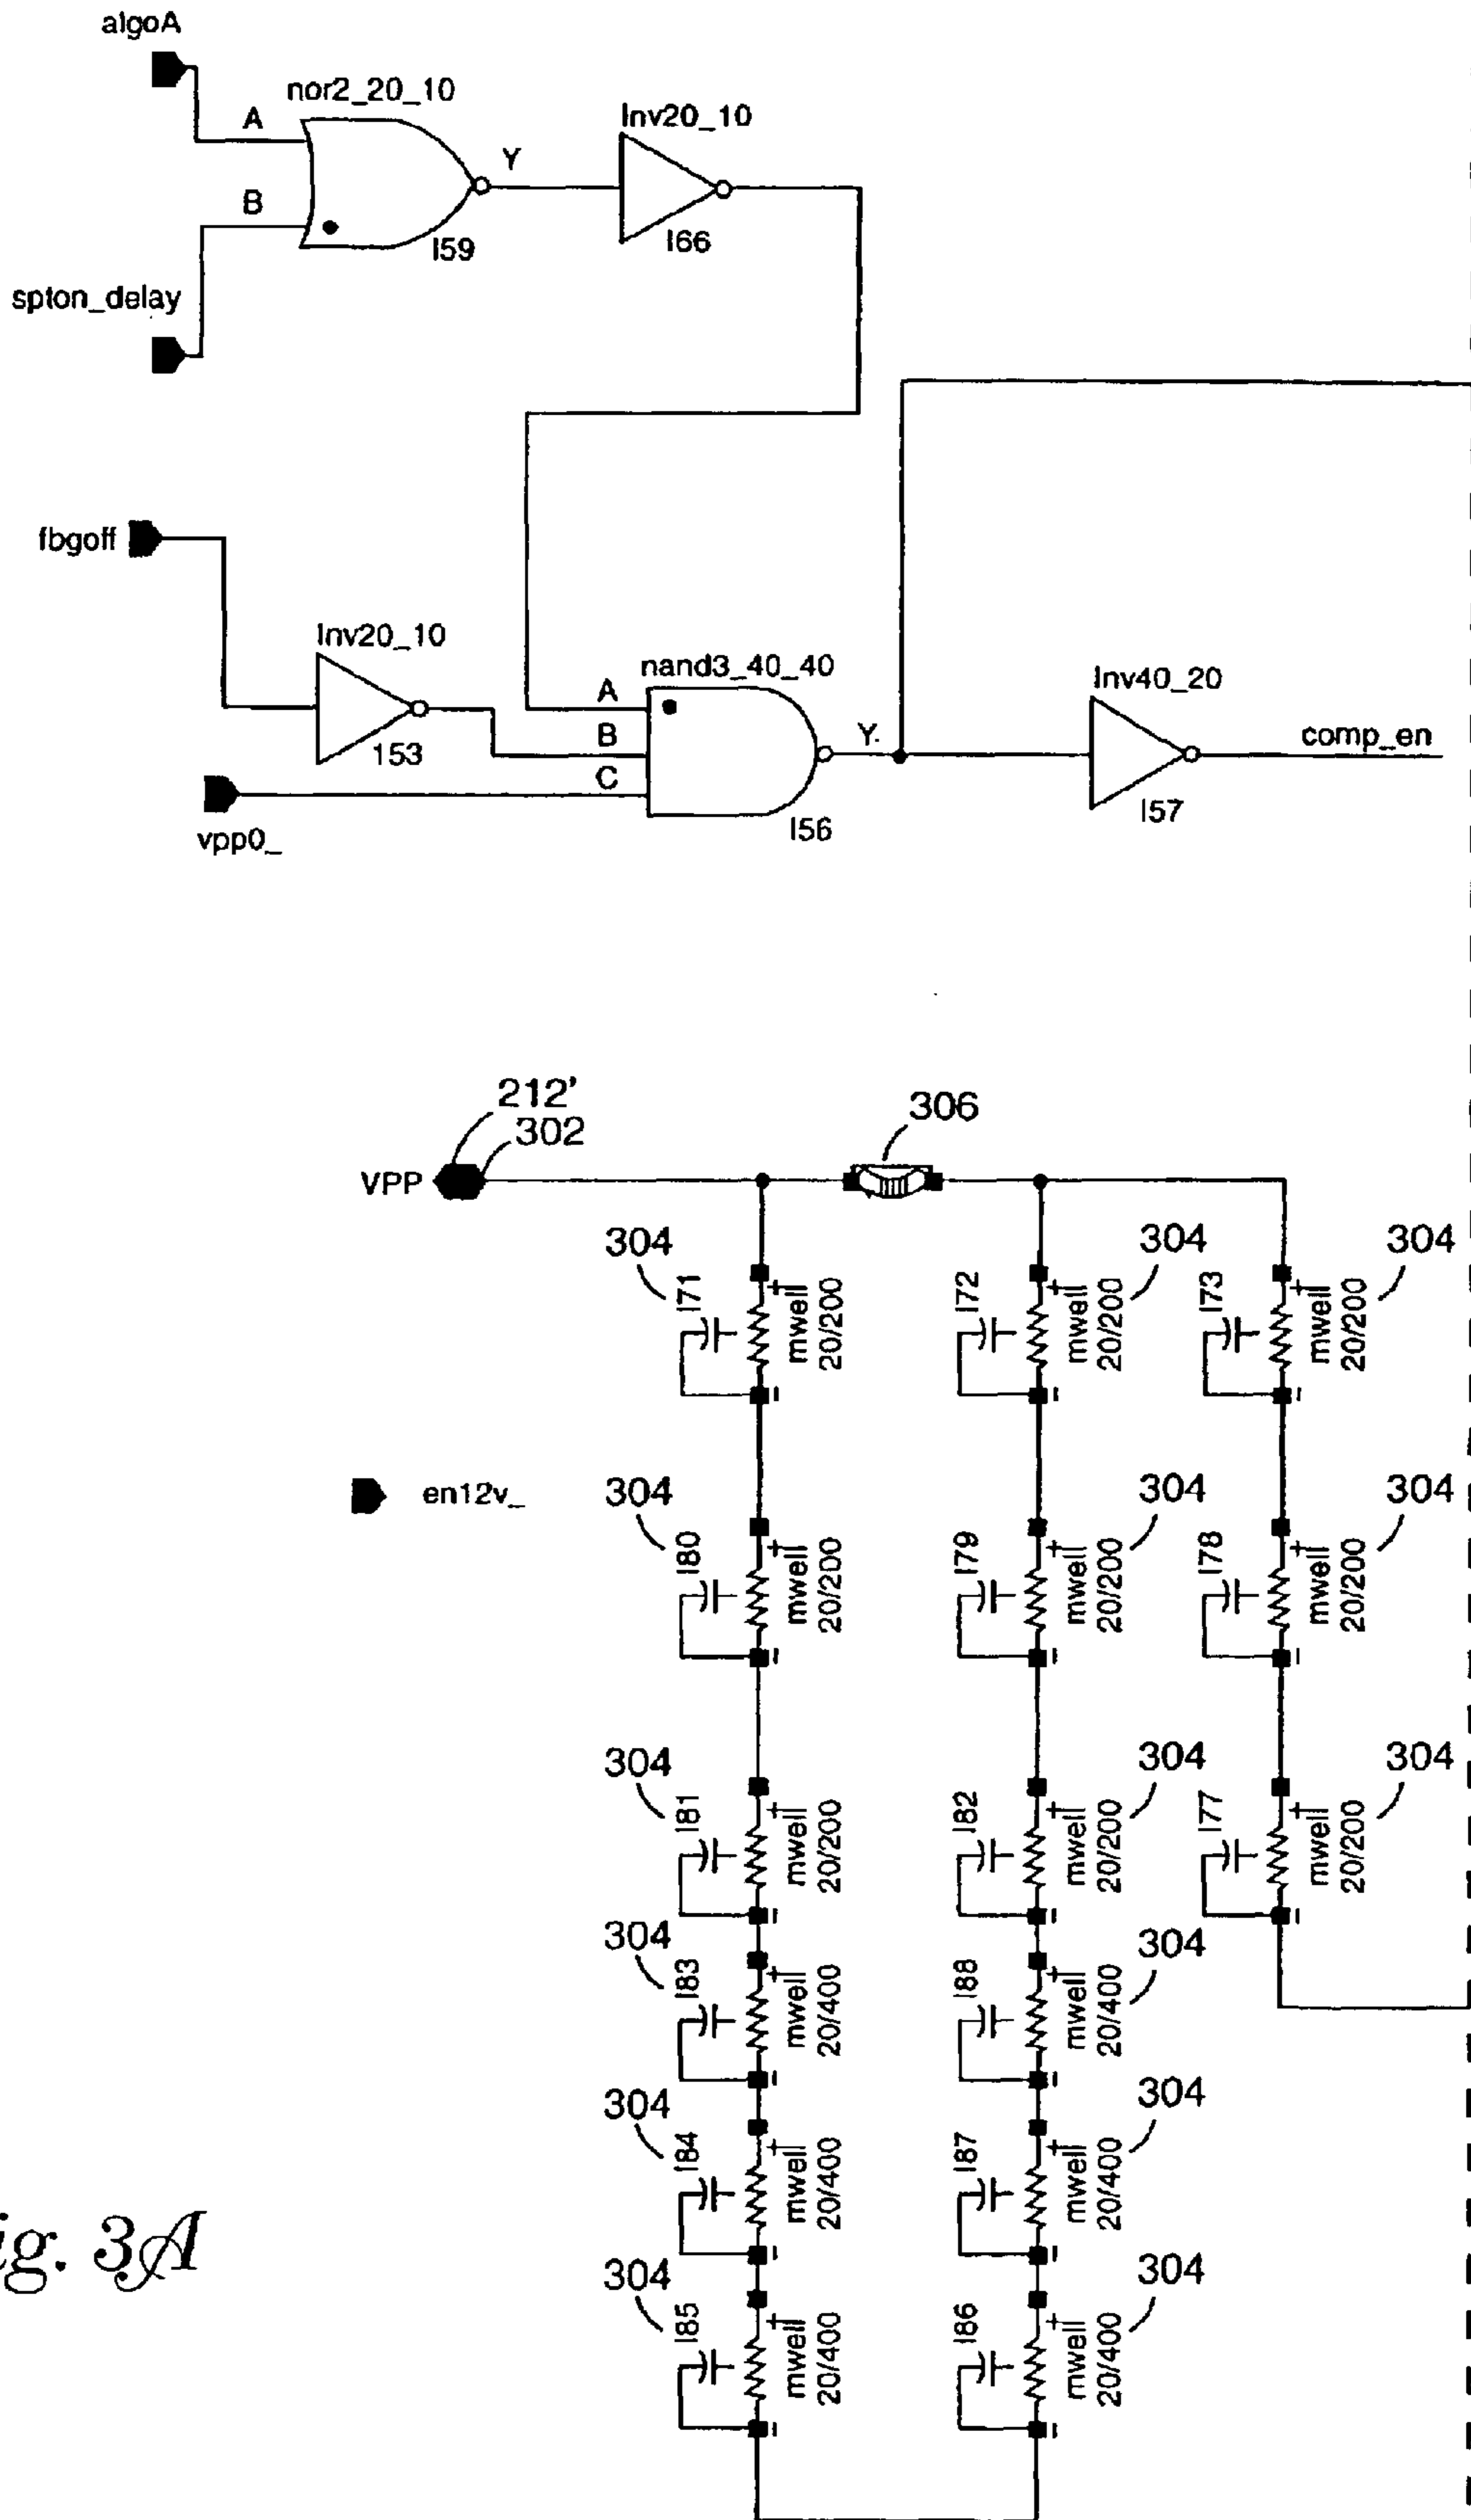 algoA
nor2_20_10
A
Y
B
I59
Inv20_10
I66
spton_delay
fbgoff
Inv20_10
153
nand3_40_40
A
B
C
Y.
I56
Inv40_20
comp_en
I57
vpp0_
212'
302
VPP
306
304
I71
+
mwell
20/200
304
I72
+
mwell
20/200
304
I73
+
mwell
20/200
en12v_
304
I80
+
mwell
20/200
304
I79
+
mwell
20/200
304
I78
+
mwell
20/200
304
I81
+
mwell
20/200
304
I82
+
mwell
20/200
304
I77
+
mwell
20/200
304
I83
+
mwell
20/400
304
I88
+
mwell
20/400
304
I84
+
mwell
20/400
304
I87
+
mwell
20/400
304
I85
+
mwell
20/400
304
I86
+
mwell
20/400
ig. 3A